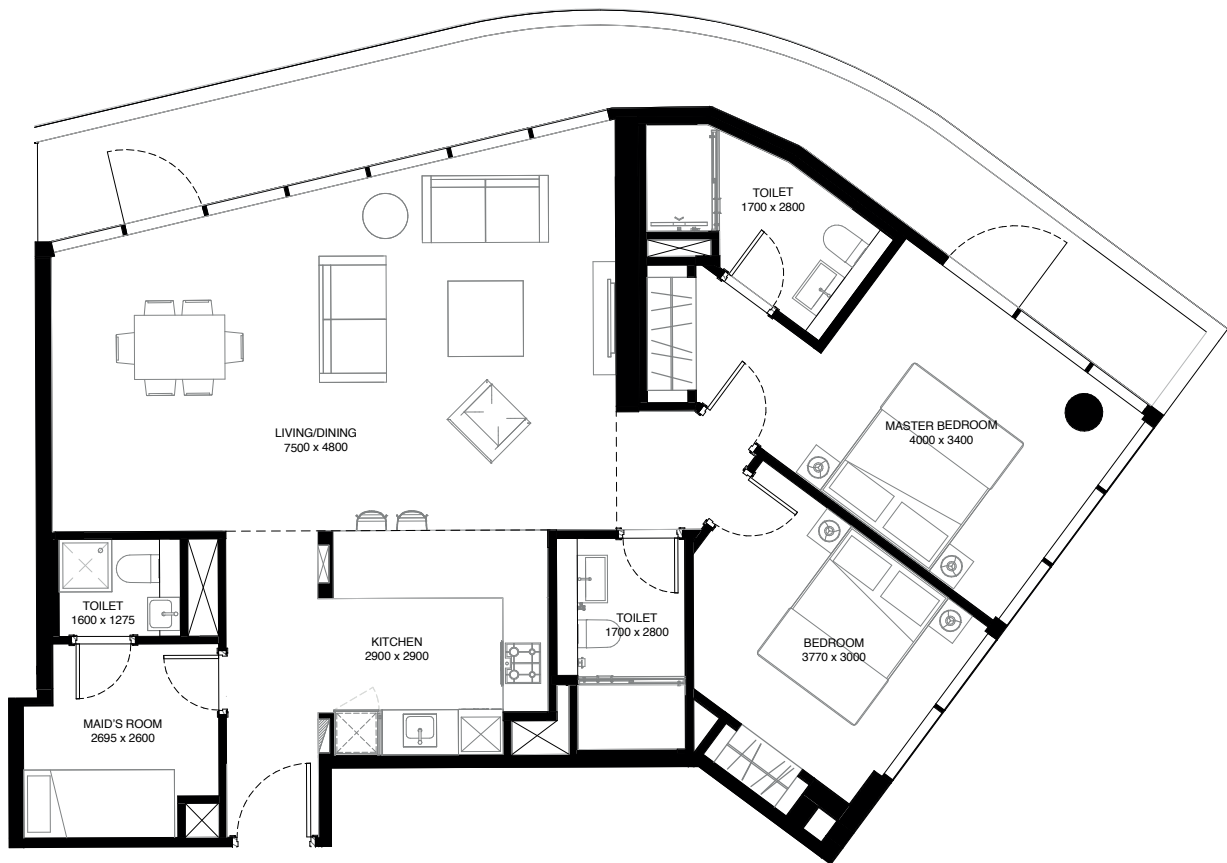 TOILET
1700 x 2800
LIVING/DINING
7500 x 4800
MASTER BEDROOM
4000 x 3400
TOILET
1600 x 1275
KITCHEN
2900 x 2900
TOILET
1700 x 2800
BEDROOM
3770 x 3000
MAID'S ROOM
2695 x 2600